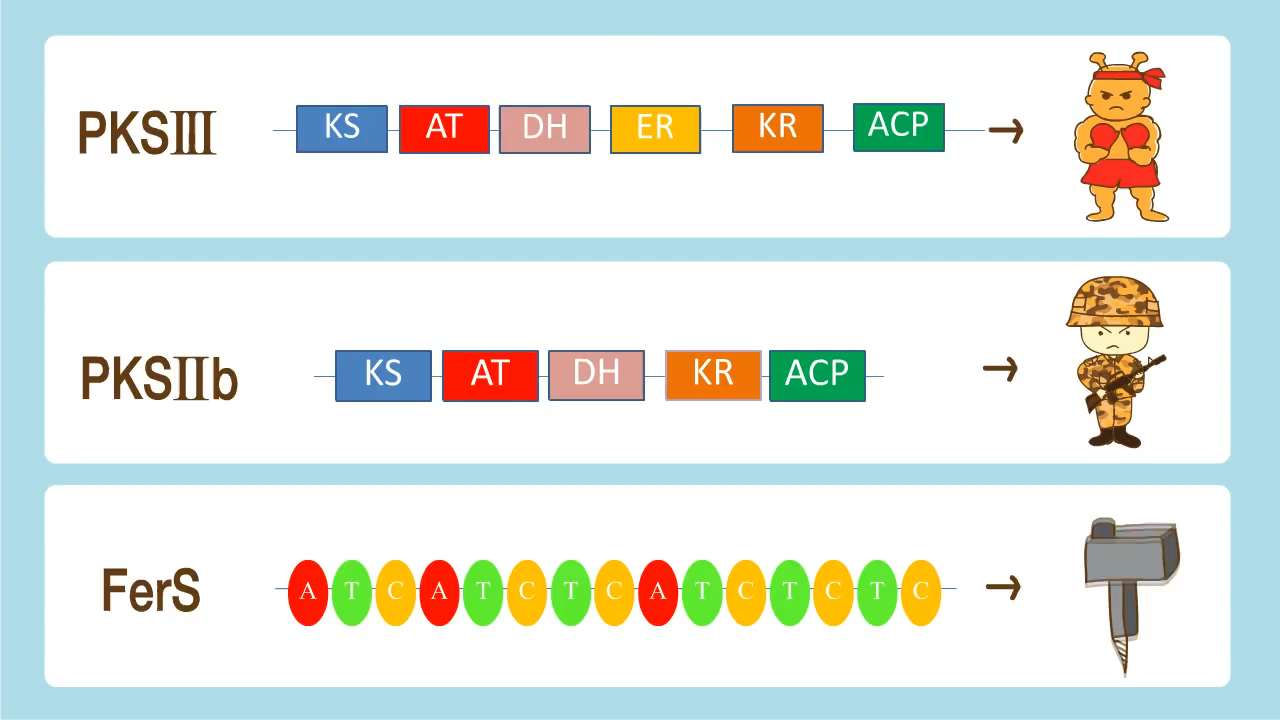 PKSⅢ KS AT DH ER KR ACP
PKSⅡb KS AT DH KR ACP
FerS A T C A T C T C A T C T C T C